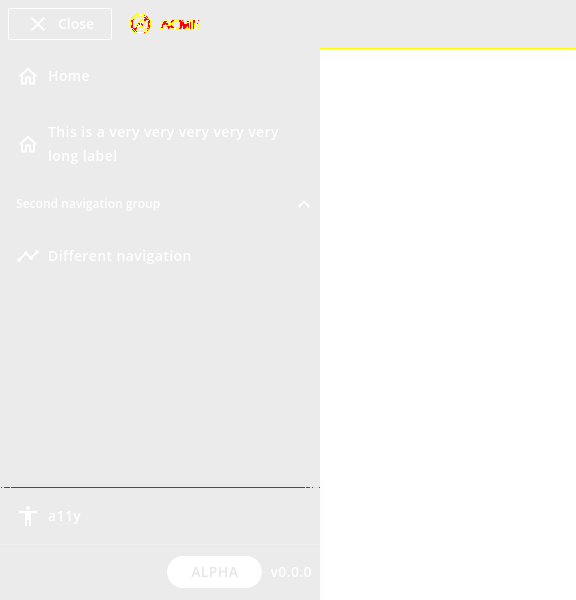 Close
ACME
Home
This is a very very very very very
long label
Second navigation group
Different navigation
a11y
ALPHA
v0.0.0